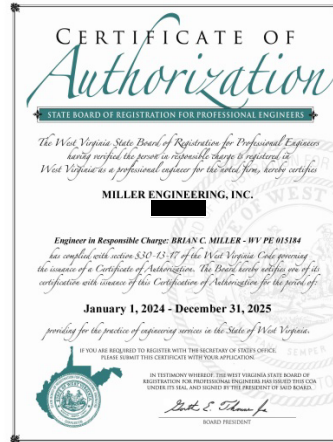 CERTIFICATE OF
Authorization
STATE BOARD OF REGISTRATION FOR PROFESSIONAL ENGINEERS
The West Virginia State Board of Registration for Professional Engineers
having verified the person in responsible charge is registered in
West Virginia as a professional engineer for the noted firm, hereby certifies
MILLER ENGINEERING, INC.
Engineer in Responsible Charge: BRIAN C. MILLER - WV PE 015184
has complied with section §30-13-17 of the West Virginia Code governing
the issuance of a Certificate of Authorization. The Board hereby notifies you of its
certification with issuance of this Certification of Authorization for the period of:
January 1, 2024 - December 31, 2025
providing for the practice of engineering services in the State of West Virginia.
IF YOU ARE REQUIRED TO REGISTER WITH THE SECRETARY OF STATE'S OFFICE,
PLEASE SUBMIT THIS CERTIFICATE WITH YOUR APPLICATION.
IN TESTIMONY WHEREOF, THE WEST VIRGINIA STATE BOARD OF
REGISTRATION FOR PROFESSIONAL ENGINEERS HAS ISSUED THIS COA
UNDER ITS SEAL, AND SIGNED BY THE PRESIDENT OF SAID BOARD.
BOARD PRESIDENT